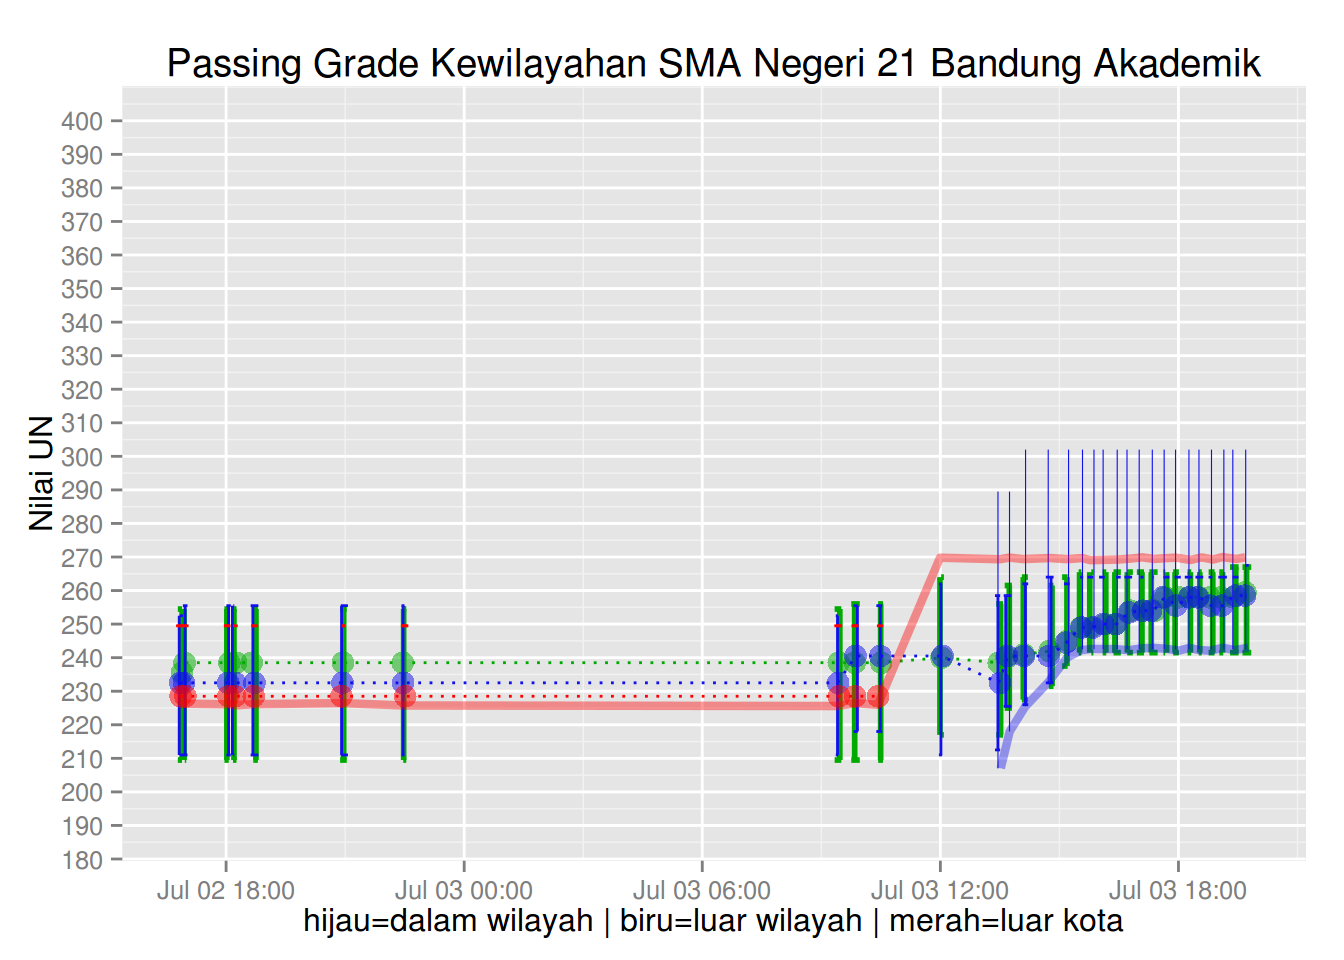 Passing Grade Kewilayahan SMA Negeri 21 Bandung Akademik
Nilai UN
400
390
380
370
360
350
340
330
320
310
300
290
280
270
260
250
240
230
220
210
200
190
180
Jul 02 18:00
Jul 03 00:00
Jul 03 06:00
Jul 03 12:00
Jul 03 18:00
hijau=dalam wilayah | biru=luar wilayah | merah=luar kota